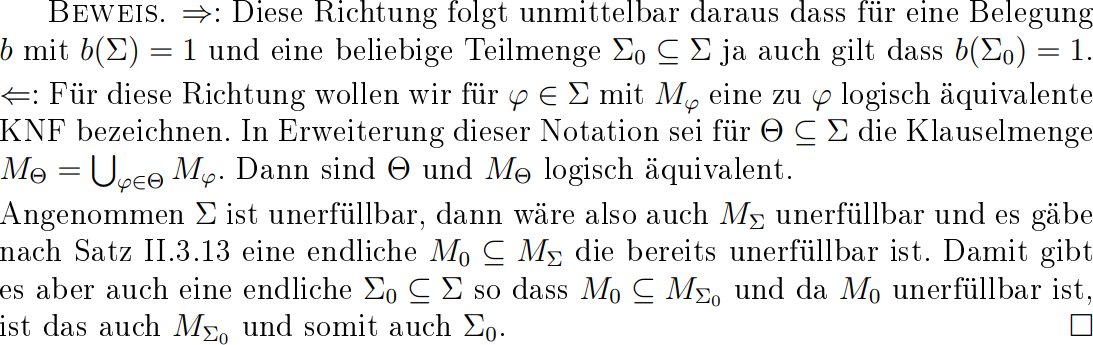 BEWEIS. ⇒: Diese Richtung folgt unmittelbar daraus dass für eine Belegung
b mit b(Σ) = 1 und eine beliebige Teilmenge Σ₀ ⊆ Σ ja auch gilt dass b(Σ₀) = 1.
⇐: Für diese Richtung wollen wir für φ ∈ Σ mit M_φ eine zu φ logisch äquivalente
KNF bezeichnen. In Erweiterung dieser Notation sei für Θ ⊆ Σ die Klauselmenge
M_Θ = ⋃_{φ∈Θ} M_φ. Dann sind Θ und M_Θ logisch äquivalent.
Angenommen Σ ist unerfüllbar, dann wäre also auch M_Σ unerfüllbar und es gäbe
nach Satz II.3.13 eine endliche M₀ ⊆ M_Σ die bereits unerfüllbar ist. Damit gibt
es aber auch eine endliche Σ₀ ⊆ Σ so dass M₀ ⊆ M_{Σ₀} und da M₀ unerfüllbar ist,
ist das auch M_{Σ₀} und somit auch Σ₀. □